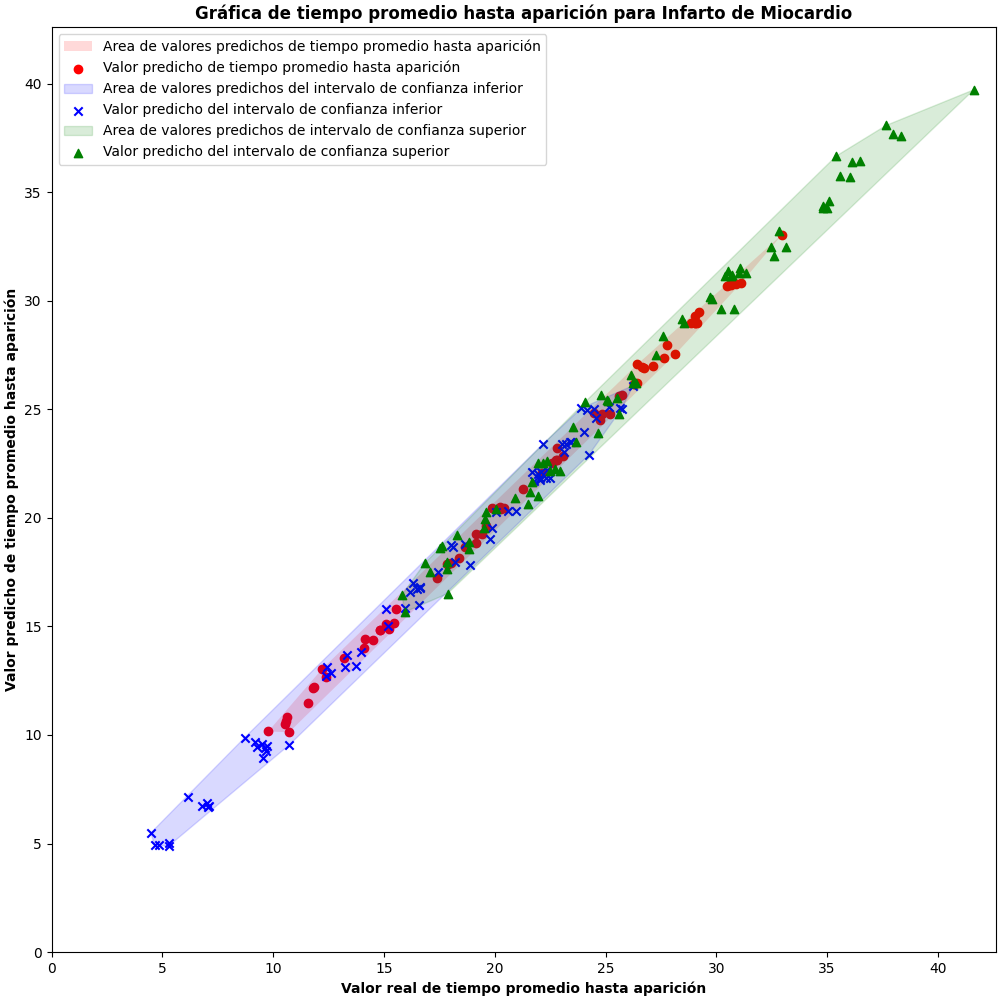 Gráfica de tiempo promedio hasta aparición para Infarto de Miocardio
Area de valores predichos de tiempo promedio hasta aparición
Valor predicho de tiempo promedio hasta aparición
Area de valores predichos del intervalo de confianza inferior
Valor predicho del intervalo de confianza inferior
Area de valores predichos de intervalo de confianza superior
Valor predicho del intervalo de confianza superior
Valor predicho de tiempo promedio hasta aparición
40
35
30
25
20
15
10
5
0
0 5 10 15 20 25 30 35 40
Valor real de tiempo promedio hasta aparición